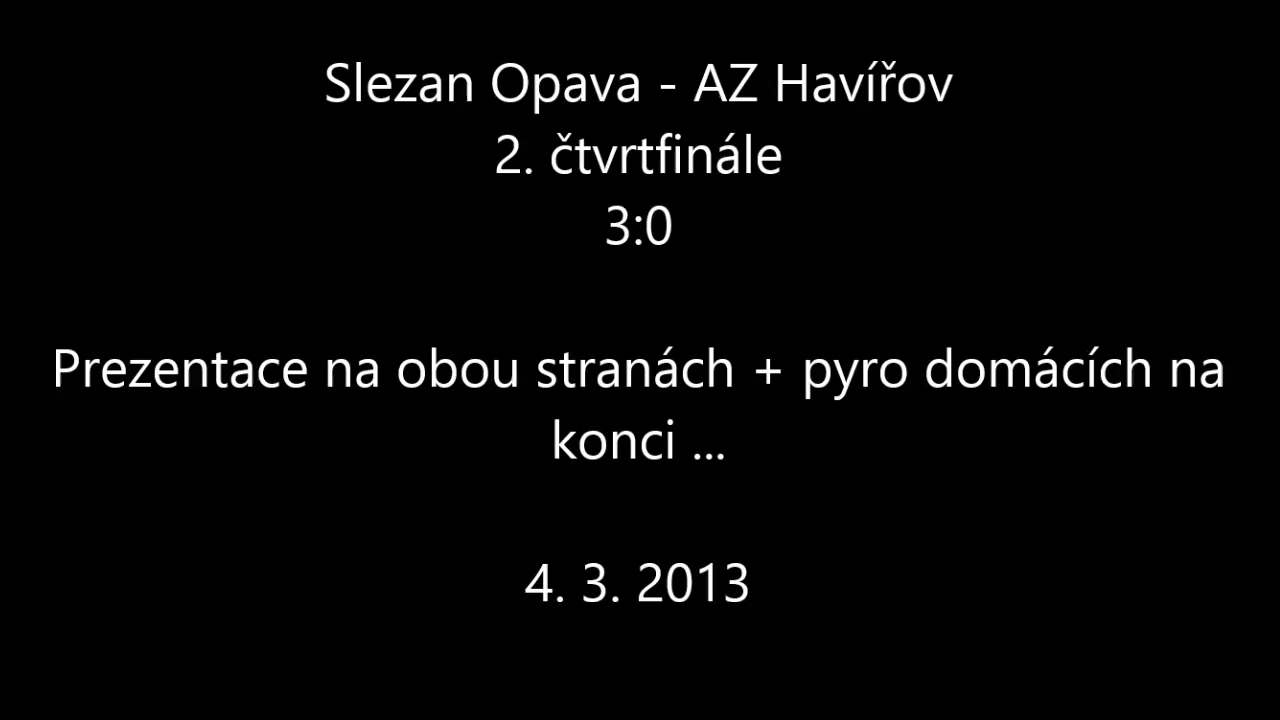 Slezan Opava - AZ Havířov
2. čtvrtfinále
3:0
Prezentace na obou stranách + pyro domácích na
konci ...
4. 3. 2013